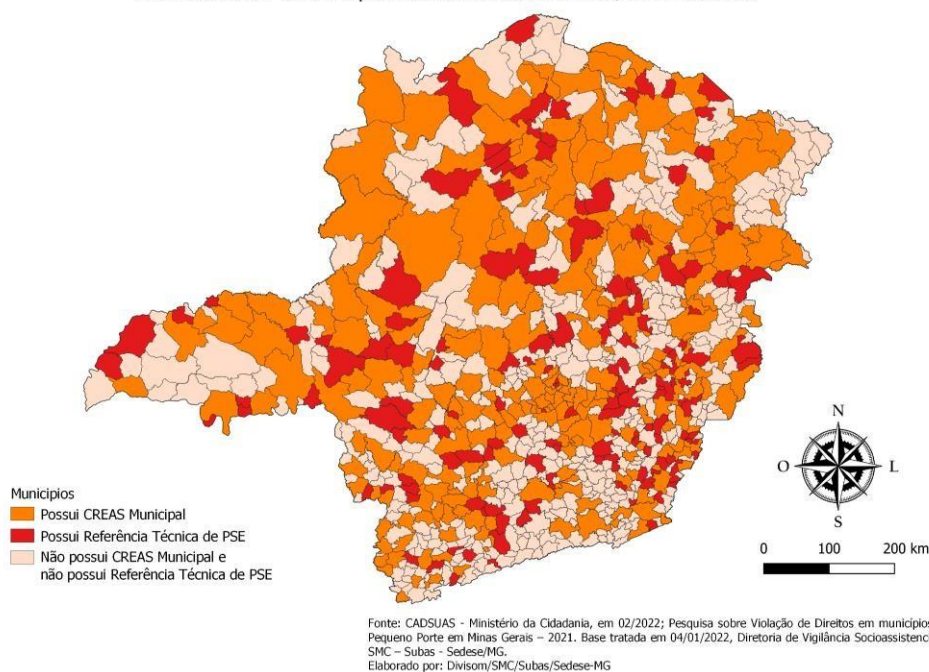 N
O
L
S
Municipios
Possui CREAS Municipal
Possui Referência Técnica de PSE
Não possui CREAS Municipal e
não possui Referência Técnica de PSE
0 100 200 km
Fonte: CADSUAS - Ministério da Cidadania, em 02/2022; Pesquisa sobre Violação de Direitos em municípios
Pequeno Porte em Minas Gerais – 2021. Base tratada em 04/01/2022, Diretoria de Vigilância Socioassistenc
SMC – Subas - Sedese/MG.
Elaborado por: Divisom/SMC/Subas/Sedese-MG